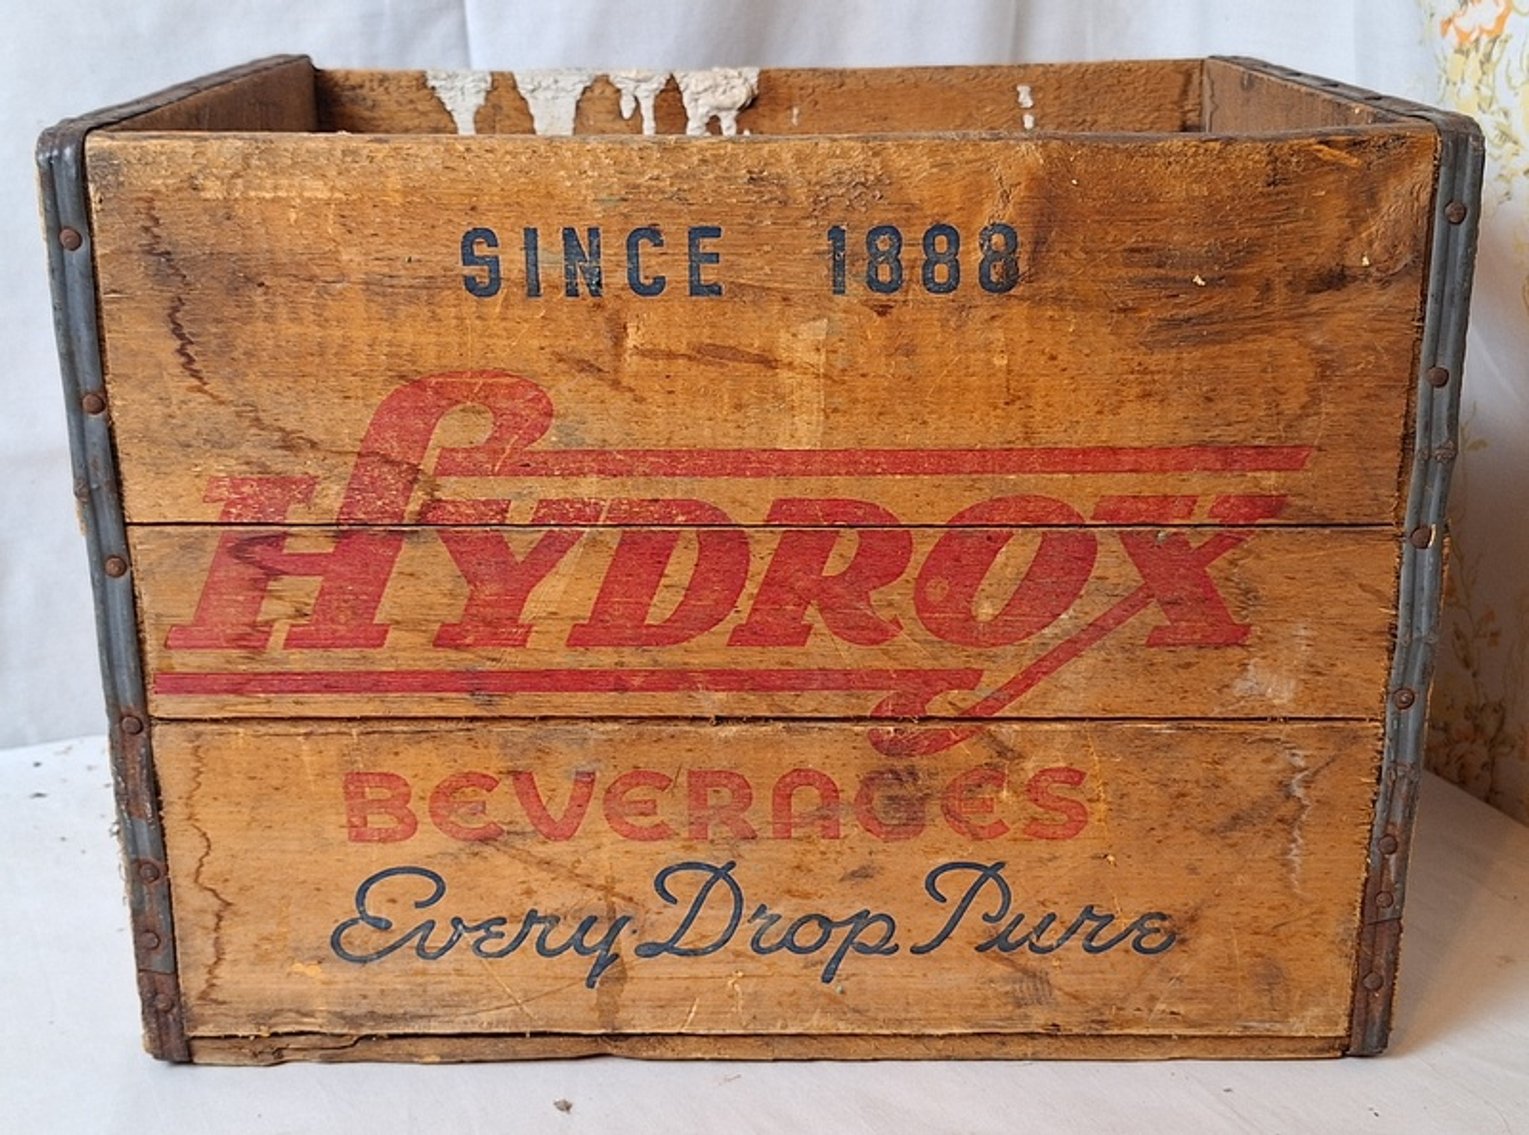 SINCE 1888
HYDROX
BEVERAGES
Every Drop Pure